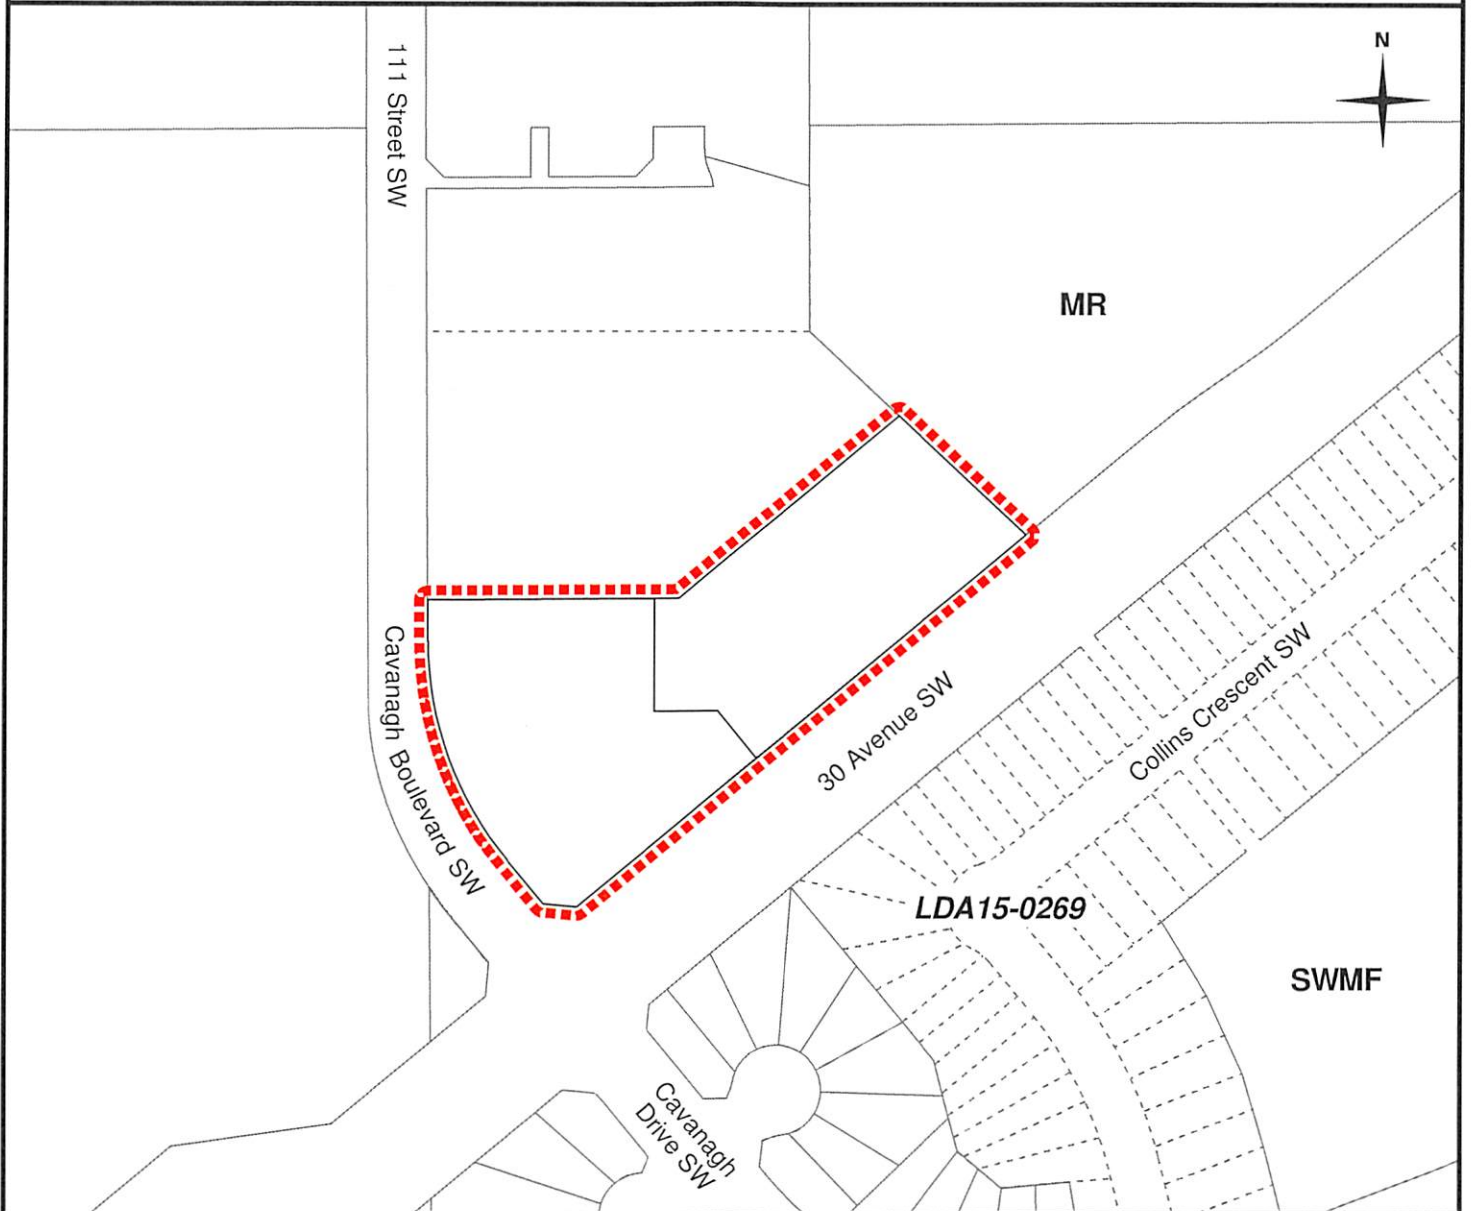 N
111 Street SW
MR
Cavanagh Boulevard SW
30 Avenue SW
Collins Crescent SW
LDA15-0269
SWMF
Cavanagh
Drive SW